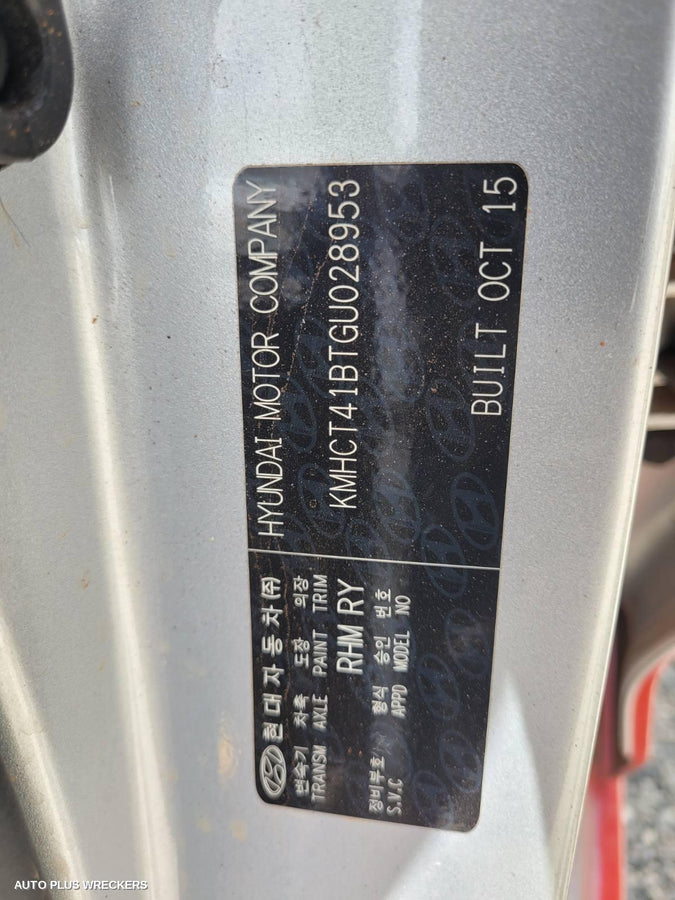 현대자동차(주)
변속기 차축 도장 의장
TRANSM AXLE PAINT TRIM
RHM RY
정비부호 형식 승인 번호
S.V.C APPD MODEL NO
HYUNDAI MOTOR COMPANY
KMHCT41BTGU028953
BUILT OCT 15
AUTO PLUS WRECKERS